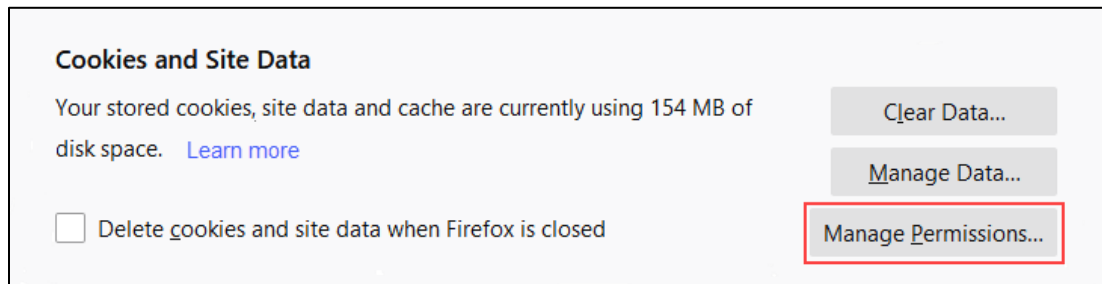 Cookies and Site Data
Your stored cookies, site data and cache are currently using 154 MB of
disk space. Learn more
Clear Data...
Manage Data...
Delete cookies and site data when Firefox is closed
Manage Permissions...